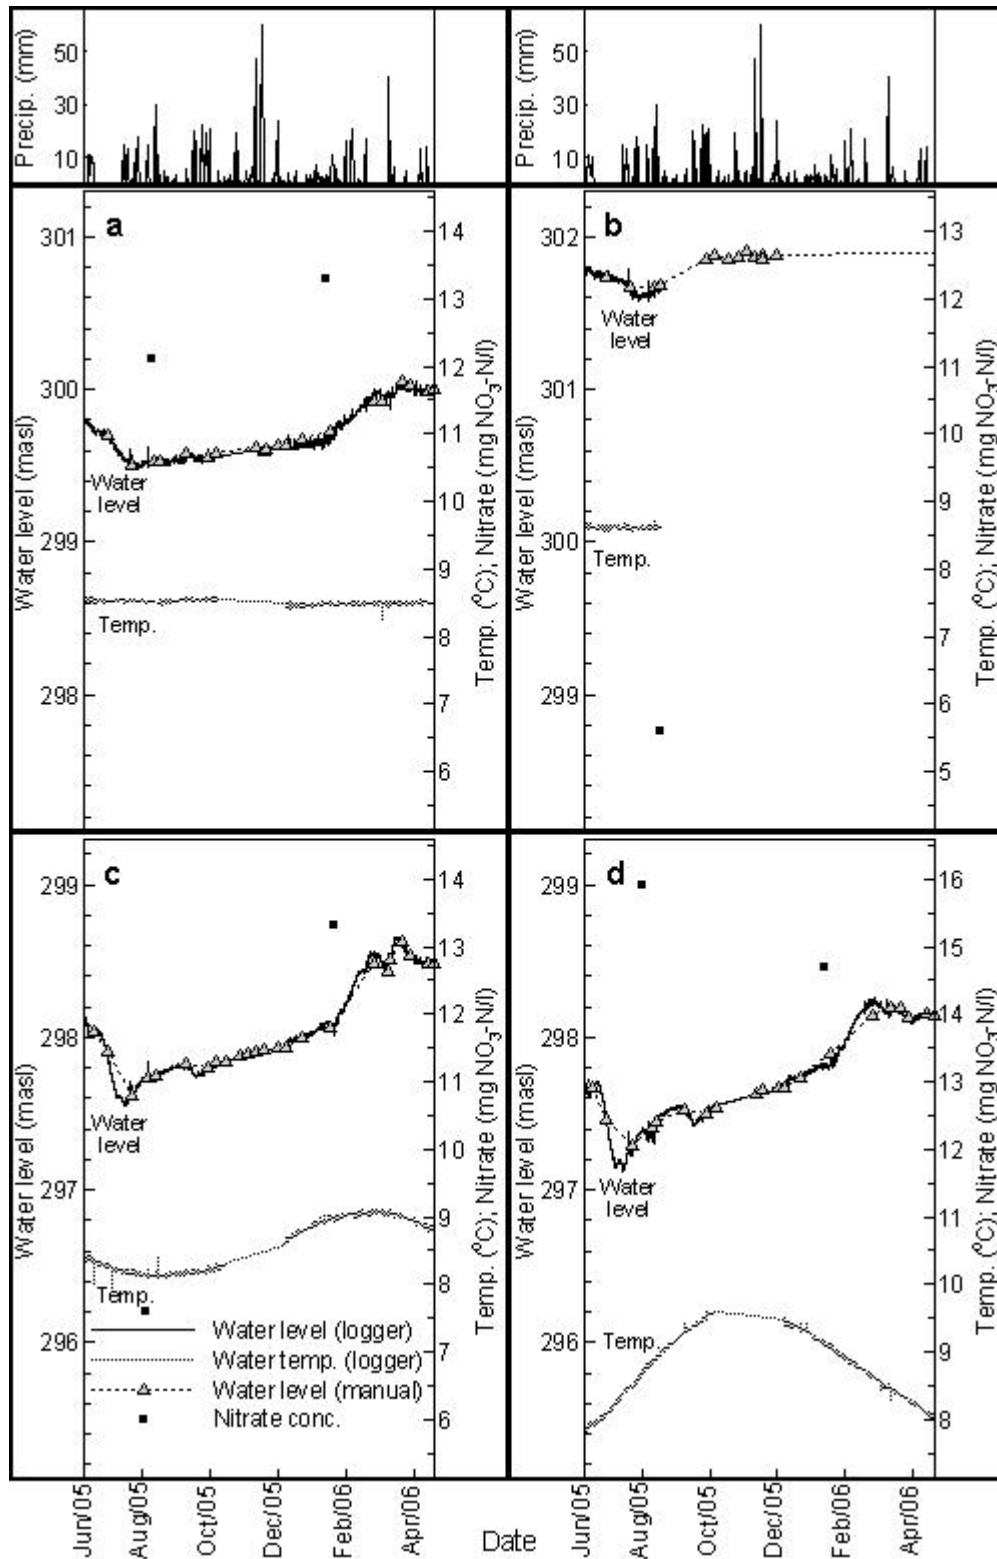 Precip. (mm)
50
30
10
Precip. (mm)
50
30
10
a
Water level (masl)
301
300
299
298
Water
level
Temp.
14
13
12
11
10
9
8
7
6
Temp. (ºC); Nitrate (mg NO₃-N/l)
b
Water level (masl)
302
301
300
299
Water
level
Temp.
13
12
11
10
9
8
7
6
5
Temp. (ºC); Nitrate (mg NO₃-N/l)
c
Water level (masl)
299
298
297
296
Water
level
Temp.
Water level (logger)
Water temp. (logger)
Water level (manual)
Nitrate conc.
14
13
12
11
10
9
8
7
6
Temp. (ºC); Nitrate (mg NO₃-N/l)
d
Water level (masl)
299
298
297
296
Water
level
Temp.
16
15
14
13
12
11
10
9
8
Temp. (ºC); Nitrate (mg NO₃-N/l)
Jun/05
Aug/05
Oct/05
Dec/05
Feb/06
Apr/06
Date
Jun/05
Aug/05
Oct/05
Dec/05
Feb/06
Apr/06